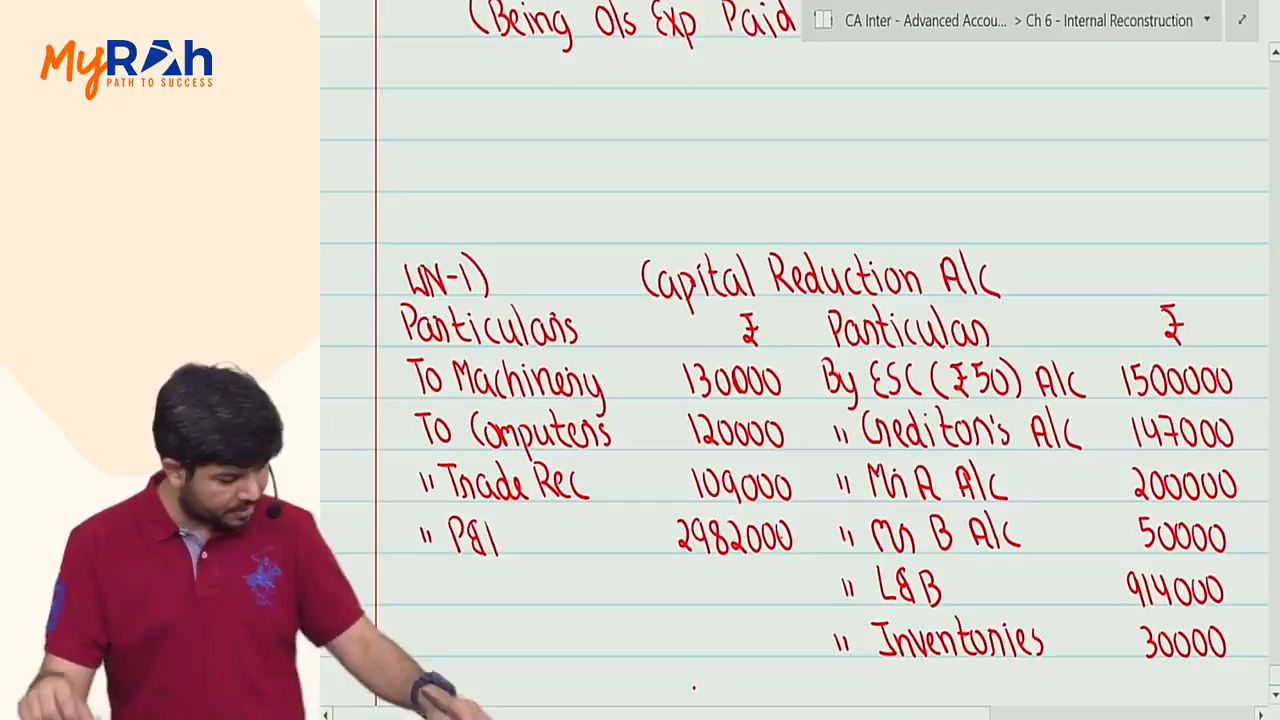 (Being O/s Exp Paid
CA Inter - Advanced Accou... > Ch 6 - Internal Reconstruction
MyRAh
PATH TO SUCCESS
WN-1) Capital Reduction A/c
Particulars ₹ Particular ₹
To Machinery 130000 By ESC (₹50) A/c 1500000
To Computers 120000 " Creditors A/c 147000
" Trade Rec 109000 " Mr A A/c 200000
" P&l 2982000 " Mr B A/c 50000
" L&B 914000
" Inventories 30000